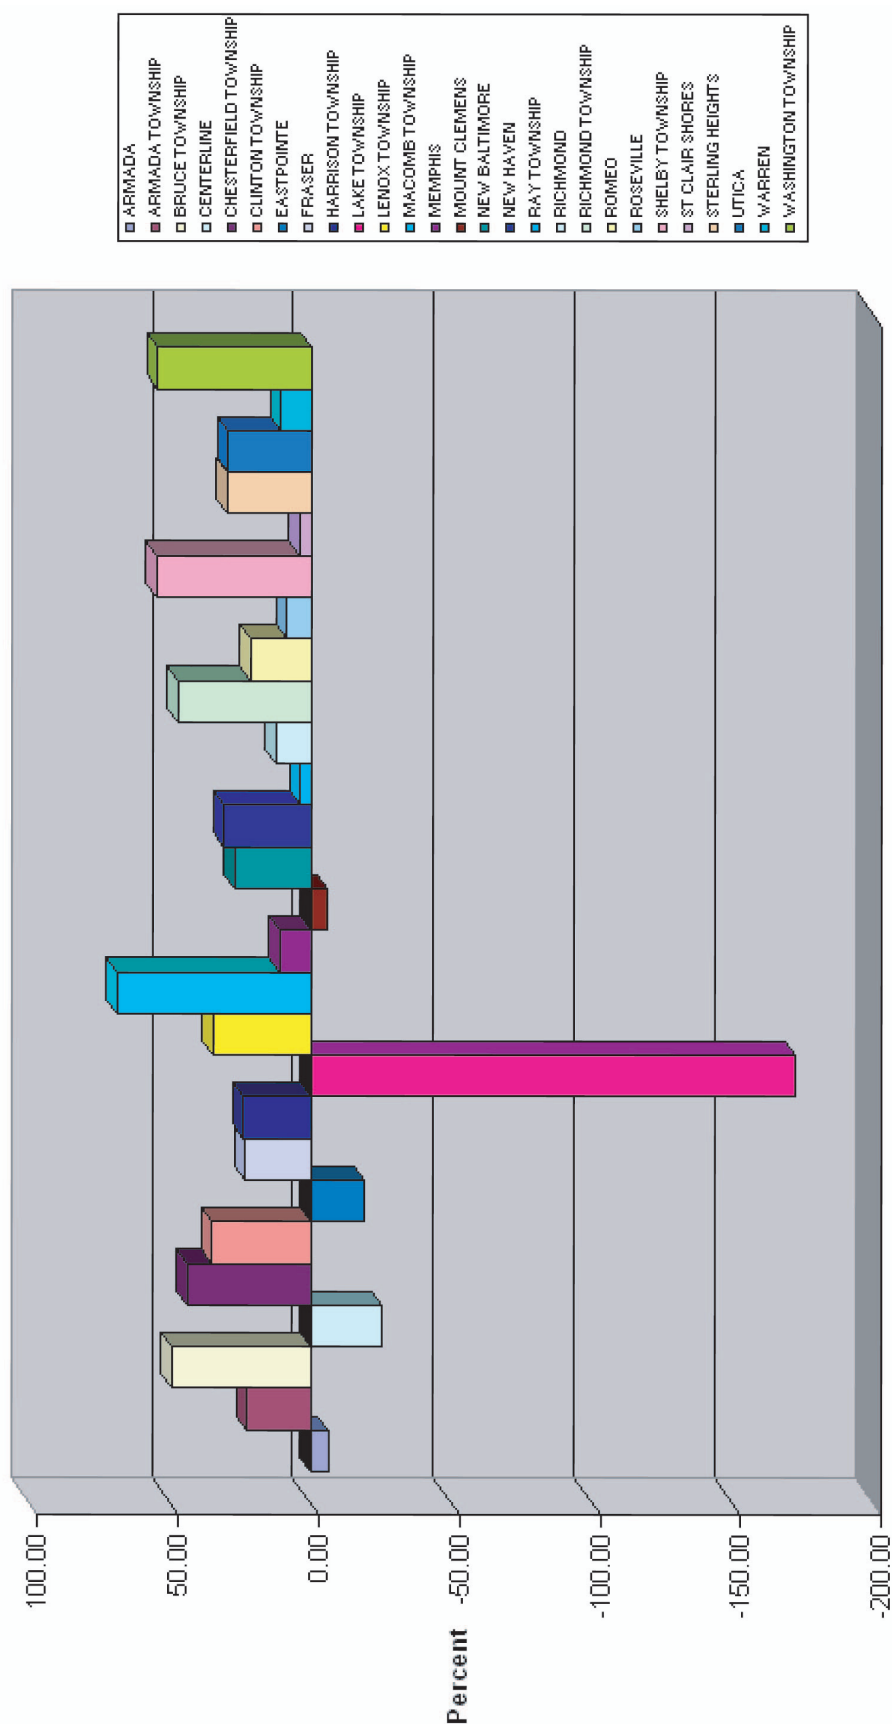 100.00
50.00
0.00
-50.00
-100.00
-150.00
-200.00
Percent
ARMADA
ARMADA TOWNSHIP
BRUCE TOWNSHIP
CENTERLINE
CHESTERFIELD TOWNSHIP
CLINTON TOWNSHIP
EASTPOINTE
FRASER
HARRISON TOWNSHIP
LAKE TOWNSHIP
LENOX TOWNSHIP
MACOMB TOWNSHIP
MEMPHIS
MOUNT CLEMENS
NEW BALTIMORE
NEW HAVEN
RAY TOWNSHIP
RICHMOND
RICHMOND TOWNSHIP
ROMEO
ROSEVILLE
SHELBY TOWNSHIP
ST CLAIR SHORES
STERLING HEIGHTS
UTICA
WARREN
WASHINGTON TOWNSHIP